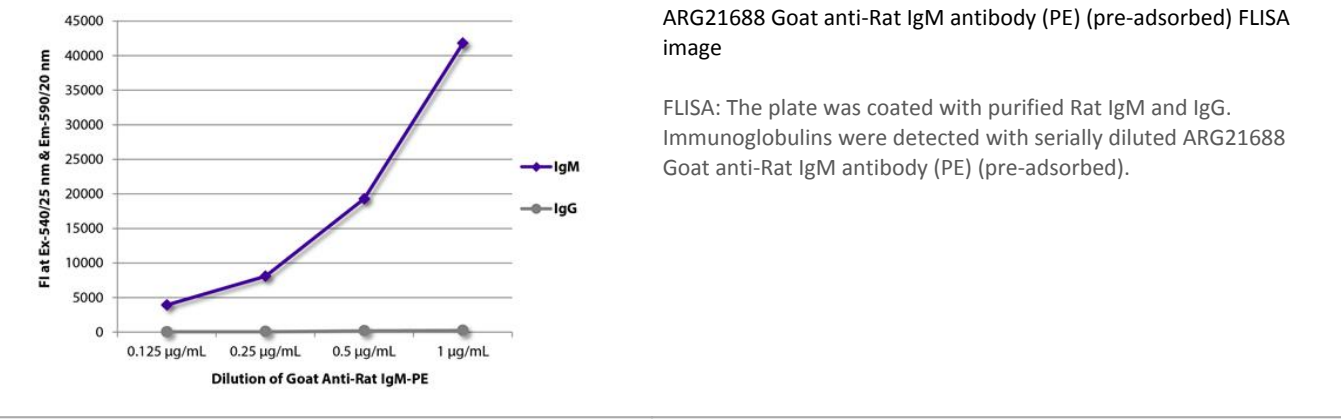 45000
40000
35000
30000
25000
20000
15000
10000
5000
0
FI at Ex-540/25 nm & Em-590/20 nm
0.125 µg/mL 0.25 µg/mL 0.5 µg/mL 1 µg/mL
Dilution of Goat Anti-Rat IgM-PE
IgM
IgG
ARG21688 Goat anti-Rat IgM antibody (PE) (pre-adsorbed) FLISA
image
FLISA: The plate was coated with purified Rat IgM and IgG.
Immunoglobulins were detected with serially diluted ARG21688
Goat anti-Rat IgM antibody (PE) (pre-adsorbed).